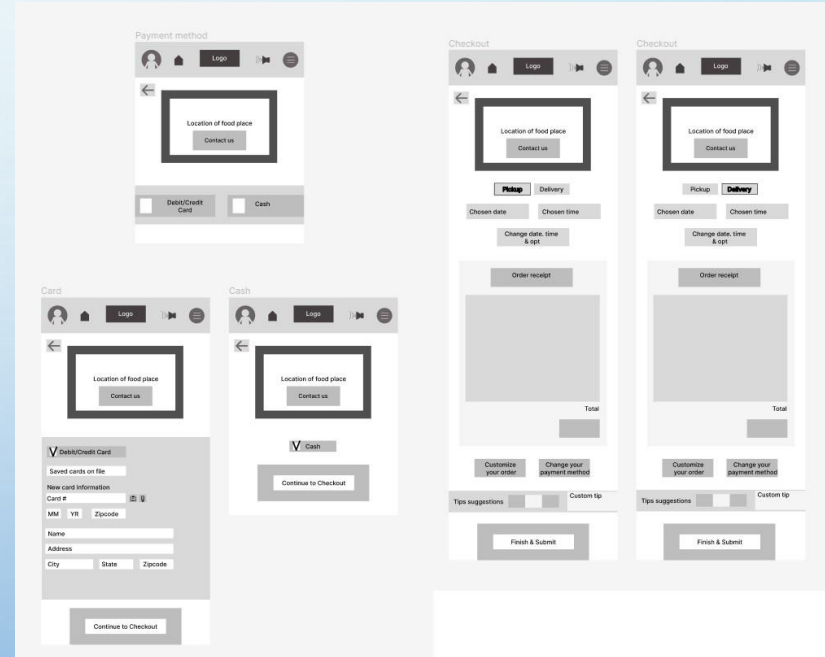 Payment method
Logo
Location of food place
Contact us
Debit/Credit
Card
Cash
Card
Logo
Location of food place
Contact us
Debit/Credit Card
Saved cards on file
New card information
Card #
MM YR Zipcode
Name
Address
City State Zipcode
Continue to Checkout
Cash
Logo
Location of food place
Contact us
Cash
Continue to Checkout
Checkout
Logo
Location of food place
Contact us
Pickup Delivery
Chosen date Chosen time
Change date, time
& opt
Order receipt
Total
Customize
your order
Change your
payment method
Tips suggestions
Custom tip
Finish & Submit
Checkout
Logo
Location of food place
Contact us
Pickup Delivery
Chosen date Chosen time
Change date, time
& opt
Order receipt
Total
Customize
your order
Change your
payment method
Tips suggestions
Custom tip
Finish & Submit